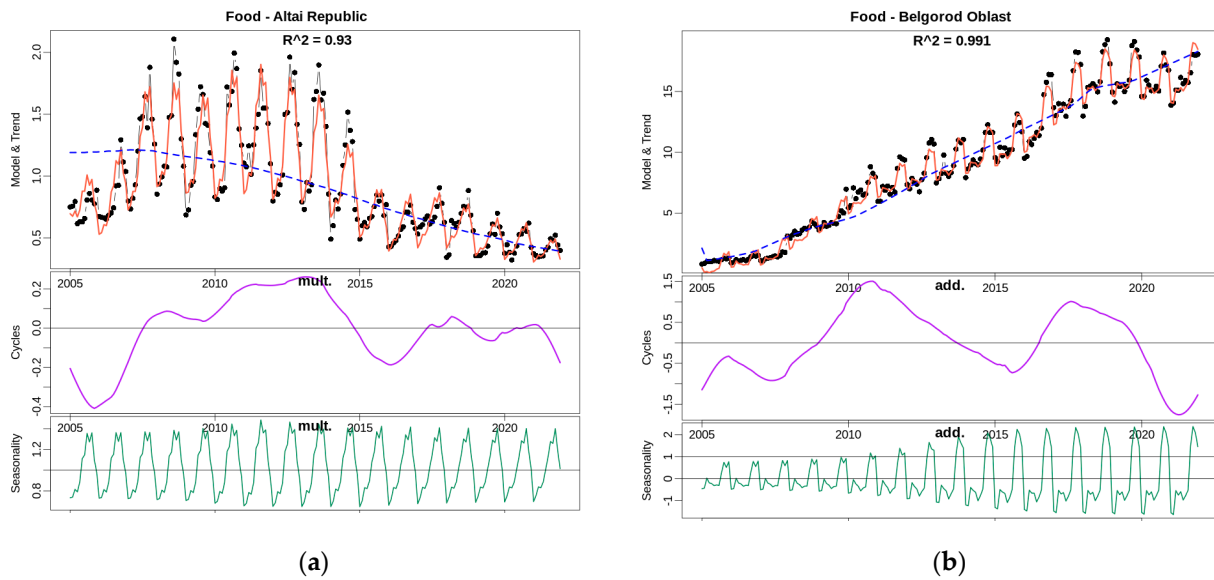 Food - Altai Republic
R^2 = 0.93
Model & Trend
2.0
1.5
1.0
0.5
2005 2010 2015 2020
mult.
Cycles
0.2
0.0
-0.2
-0.4
2005 2010 2015 2020
mult.
Seasonality
1.2
0.8
(a)
Food - Belgorod Oblast
R^2 = 0.991
Model & Trend
15
10
5
2005 2010 2015 2020
add.
Cycles
1.5
0.5
-0.5
-1.5
2005 2010 2015 2020
add.
Seasonality
2
1
0
-1
(b)